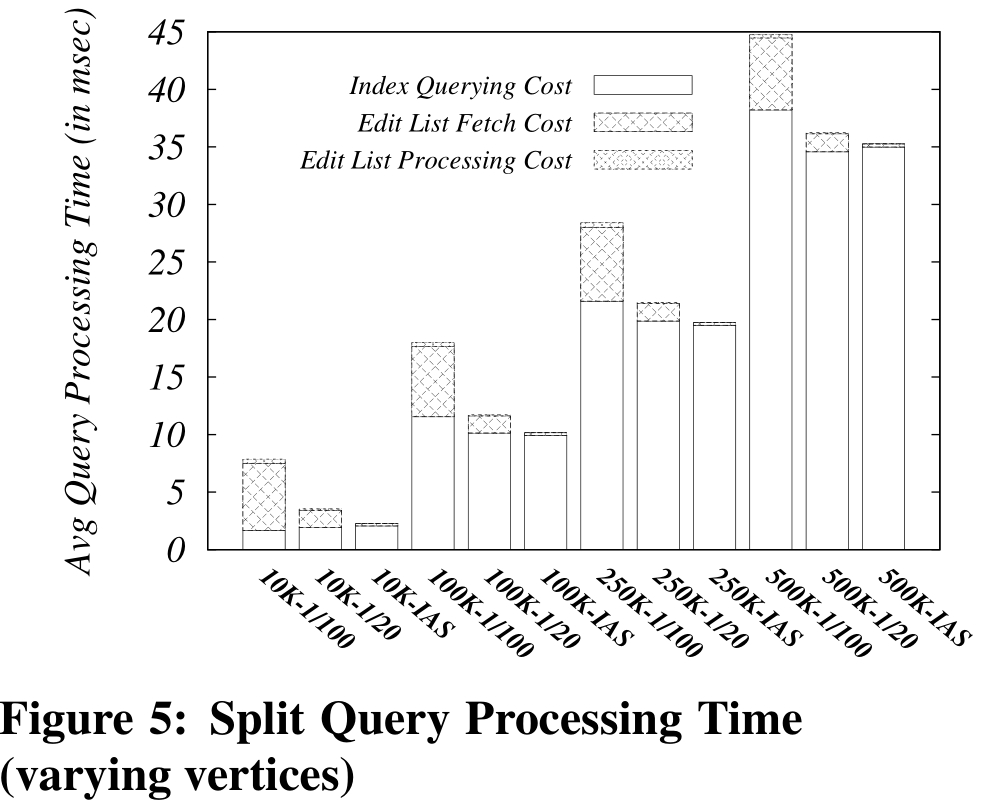 Avg Query Processing Time (in msec)
45
40
35
30
25
20
15
10
5
0
Index Querying Cost
Edit List Fetch Cost
Edit List Processing Cost
10K-1/100
10K-1/20
10K-IAS
100K-1/100
100K-1/20
100K-IAS
250K-1/100
250K-1/20
250K-IAS
500K-1/100
500K-1/20
500K-IAS
Figure 5: Split Query Processing Time
(varying vertices)